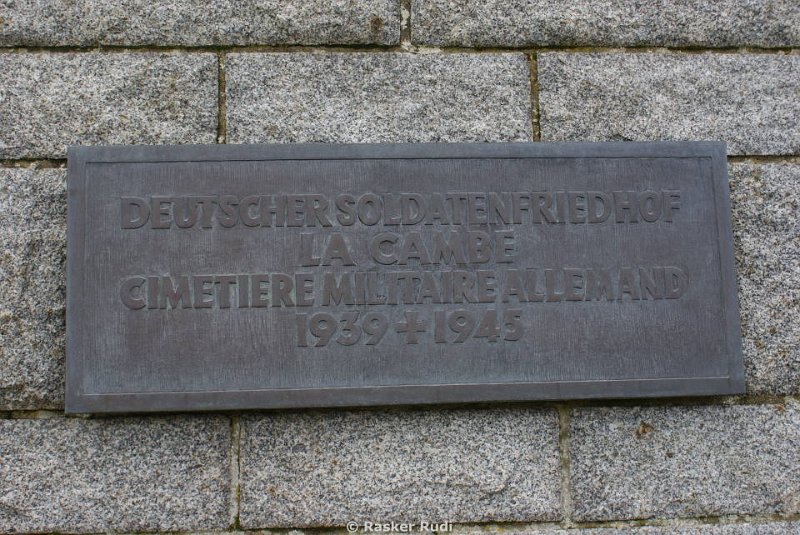 DEUTSCHER SOLDATENFRIEDHOF
LA CAMBE
CIMETIERE MILITAIRE ALLEMAND
1939 + 1945
© Rasker Rudi